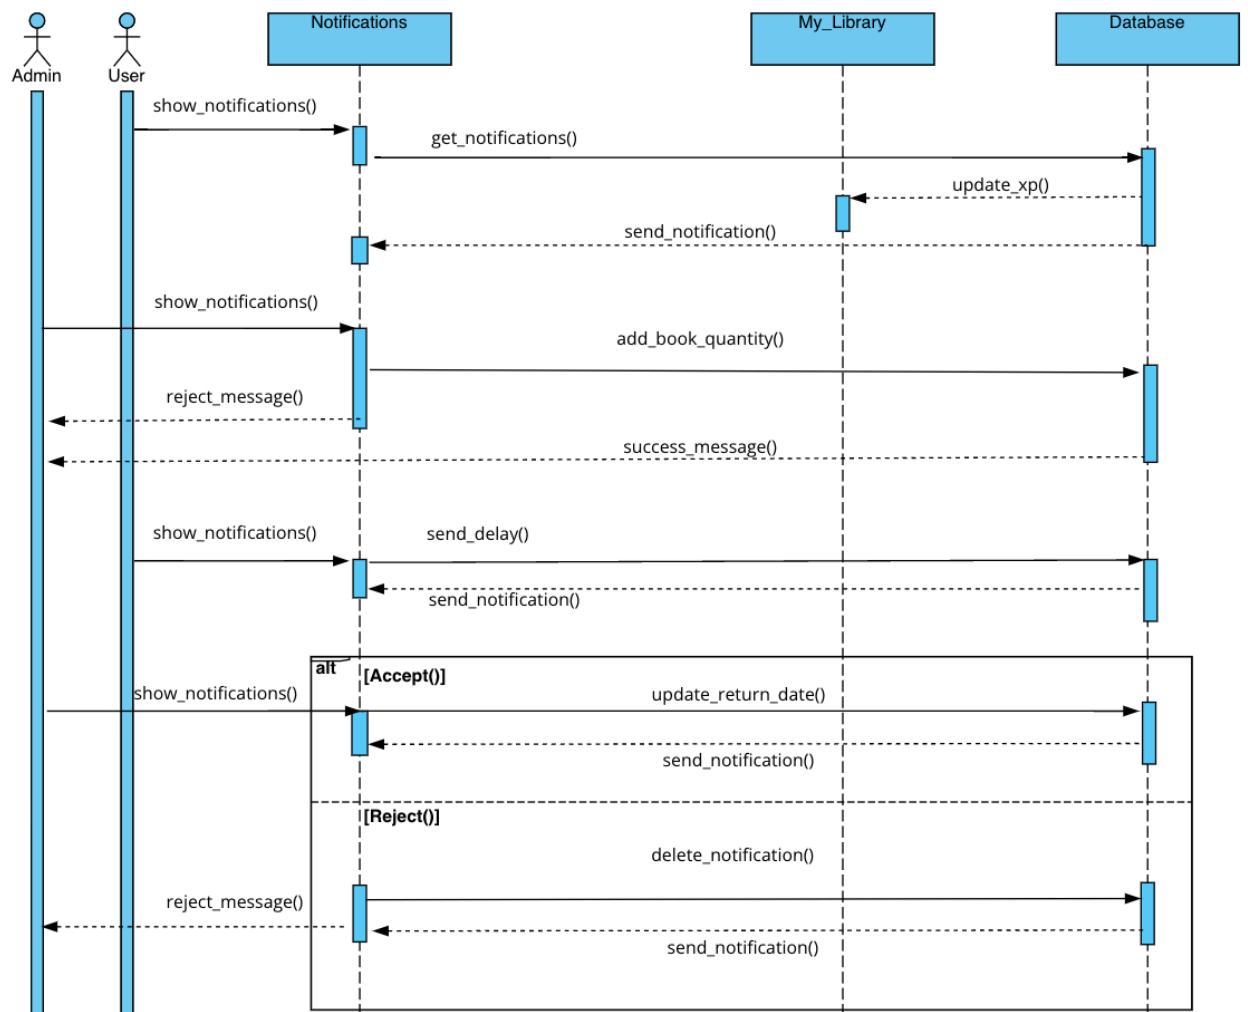 Notifications
My_Library
Database
Admin
User
show_notifications()
get_notifications()
update_xp()
send_notification()
show_notifications()
add_book_quantity()
reject_message()
success_message()
show_notifications()
send_delay()
send_notification()
alt
[Accept()]
show_notifications()
update_return_date()
send_notification()
[Reject()]
delete_notification()
reject_message()
send_notification()